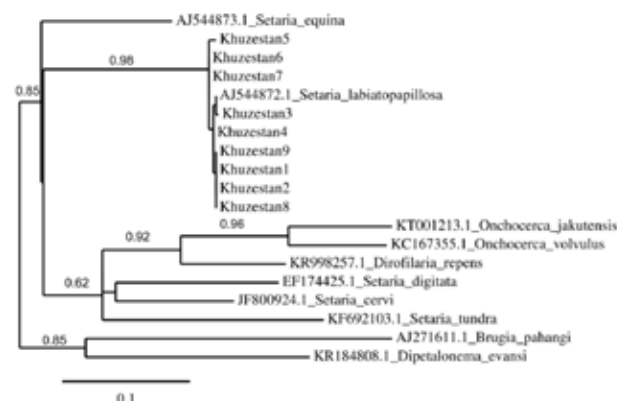 AJ544873.1_Setaria_equina
Khuzestan5
0.98
Khuzestan6
Khuzestan7
0.85
AJ544872.1_Setaria_labiatopapillosa
Khuzestan3
Khuzestan4
Khuzestan9
Khuzestan1
Khuzestan2
Khuzestan8
0.96
KT001213.1_Onchocerca_jakutensis
0.92
KC167355.1_Onchocerca_volvulus
KR998257.1_Dirofilaria_repens
0.62
EF174425.1_Setaria_digitata
JF800924.1_Setaria_cervi
KF692103.1_Setaria_tundra
0.85
AJ271611.1_Brugia_pahangi
KR184808.1_Dipetalonema_evansi
0.1